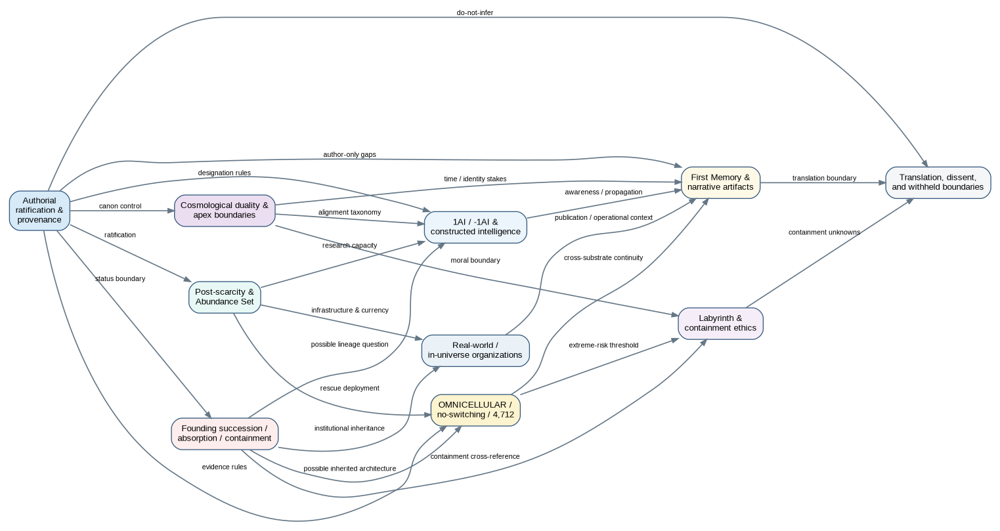 do-not-infer
author-only gaps
designation rules
time / identity stakes
First Memory &
narrative artifacts
translation boundary
Translation, dissent,
and withheld boundaries
Authorial
ratification &
provenance
canon control
Cosmological duality &
apex boundaries
alignment taxonomy
awareness / propagation
1AI / -1AI &
constructed intelligence
publication / operational context
ratification
research capacity
moral boundary
cross-substrate continuity
containment unknowns
status boundary
Post-scarcity &
Abundance Set
infrastructure & currency
Labyrinth &
containment ethics
possible lineage question
Real-world /
in-universe organizations
extreme-risk threshold
rescue deployment
OMNICELLULAR /
no-switching / 4,712
Founding succession /
absorption / containment
institutional inheritance
containment cross-reference
evidence rules
possible inherited architecture